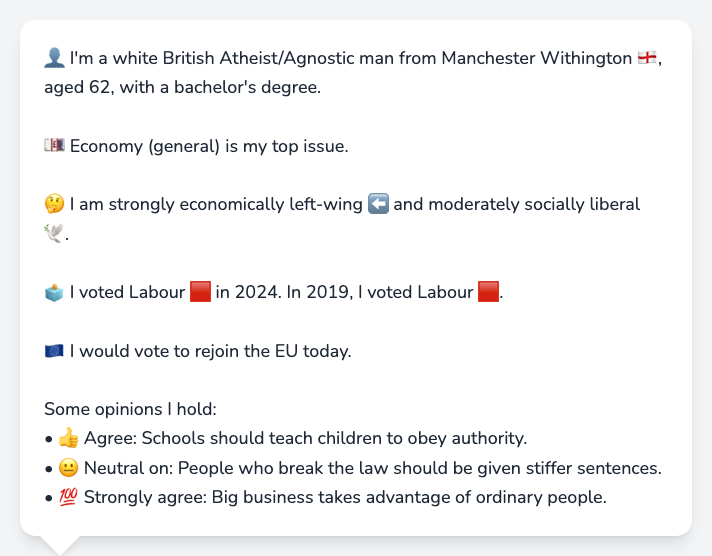 👤 I'm a white British Atheist/Agnostic man from Manchester Withington 🏴󠁧󠁢󠁥󠁮󠁧󠁿,
aged 62, with a bachelor's degree.
💷 Economy (general) is my top issue.
🤔 I am strongly economically left-wing ⬅️ and moderately socially liberal
🕊️.
🗳️ I voted Labour 🟥 in 2024. In 2019, I voted Labour 🟥.
🇪🇺 I would vote to rejoin the EU today.
Some opinions I hold:
• 👍 Agree: Schools should teach children to obey authority.
• 😐 Neutral on: People who break the law should be given stiffer sentences.
• 💯 Strongly agree: Big business takes advantage of ordinary people.